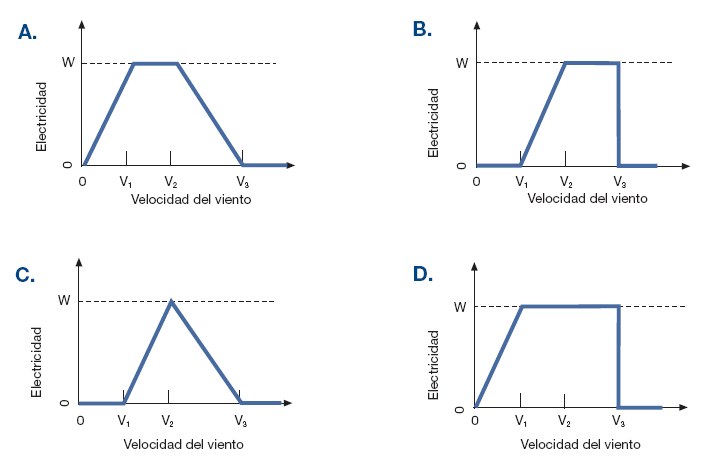 A.
W
Electricidad
0
0 V₁ V₂ V₃
Velocidad del viento
B.
W
Electricidad
0
0 V₁ V₂ V₃
Velocidad del viento
C.
W
Electricidad
0
0 V₁ V₂ V₃
Velocidad del viento
D.
W
Electricidad
0
0 V₁ V₂ V₃
Velocidad del viento